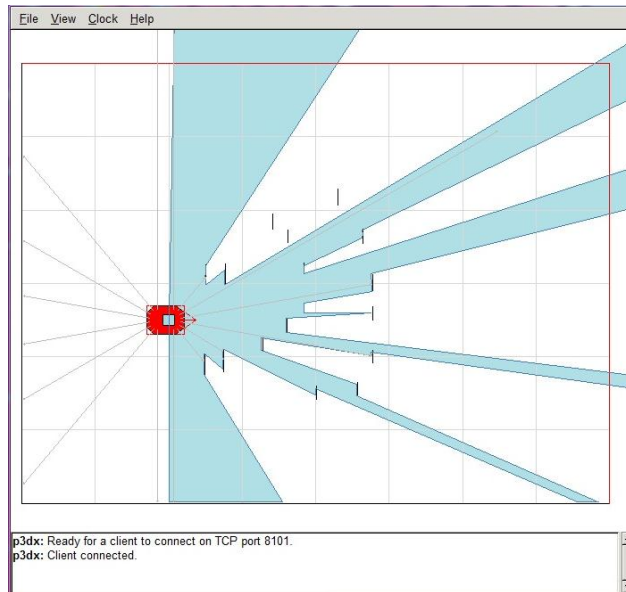 File View Clock Help
p3dx: Ready for a client to connect on TCP port 8101.
p3dx: Client connected.